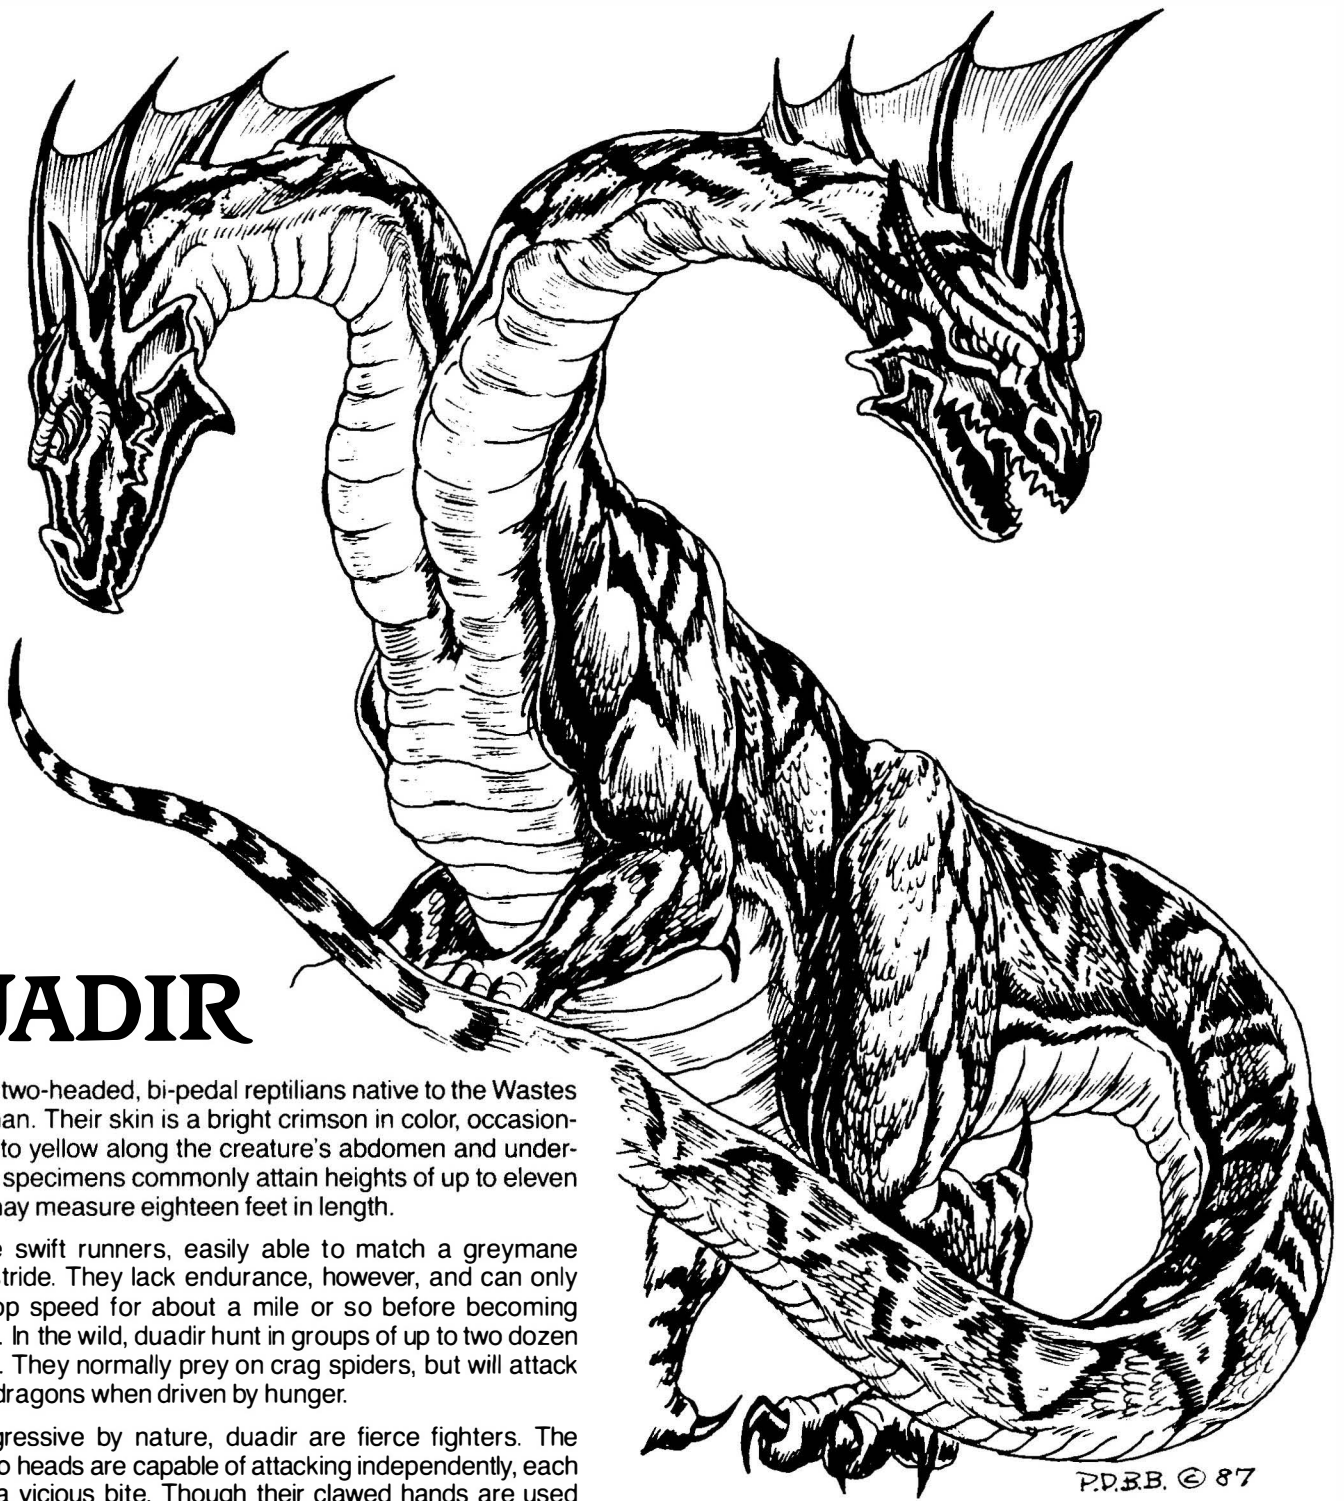 UADIR
two-headed, bi-pedal reptilians native to the Wastes
nan. Their skin is a bright crimson in color, occasion-
to yellow along the creature's abdomen and under-
specimens commonly attain heights of up to eleven
nay measure eighteen feet in length.
e swift runners, easily able to match a greymane
tride. They lack endurance, however, and can only
op speed for about a mile or so before becoming
. In the wild, duadir hunt in groups of up to two dozen
. They normally prey on crag spiders, but will attack
dragons when driven by hunger.
gressive by nature, duadir are fierce fighters. The
o heads are capable of attacking independently, each
a vicious bite. Though their clawed hands are used
P.D.B.B. © 87